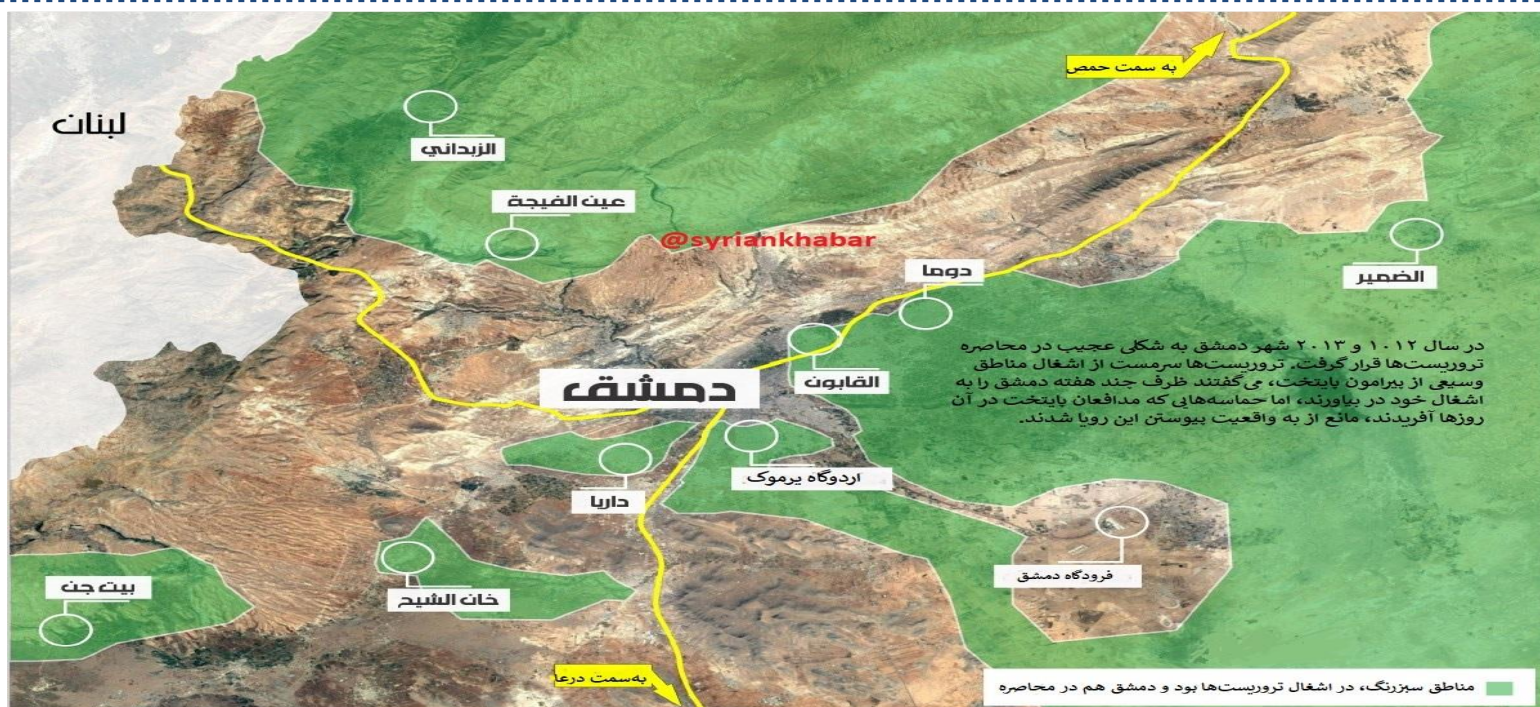 به سمت حمص
لبنان
الزبداني
عين الفيجة
@syriankhabar
دوما
الضمير
در سال ۱۰۱۲ و ۲۰۱۳ شهر دمشق به شکلی عجیب در محاصره
تروریست‌ها قرار گرفت. تروریست‌ها سرمست از اشغال مناطق
وسیعی از پیرامون پایتخت، می‌گفتند ظرف چند هفته دمشق را به
اشغال خود در بیاورند، اما حماسه‌هایی که مدافعان پایتخت در آن
روزها آفریدند، مانع از به واقعیت پیوستن این رویا شدند.
القابون
دمشق
اردوگاه یرموک
داريا
فرودگاه دمشق
بيت جن
خان الشيح
به‌سمت درعا
مناطق سبزرنگ، در اشغال تروریست‌ها بود و دمشق هم در محاصره